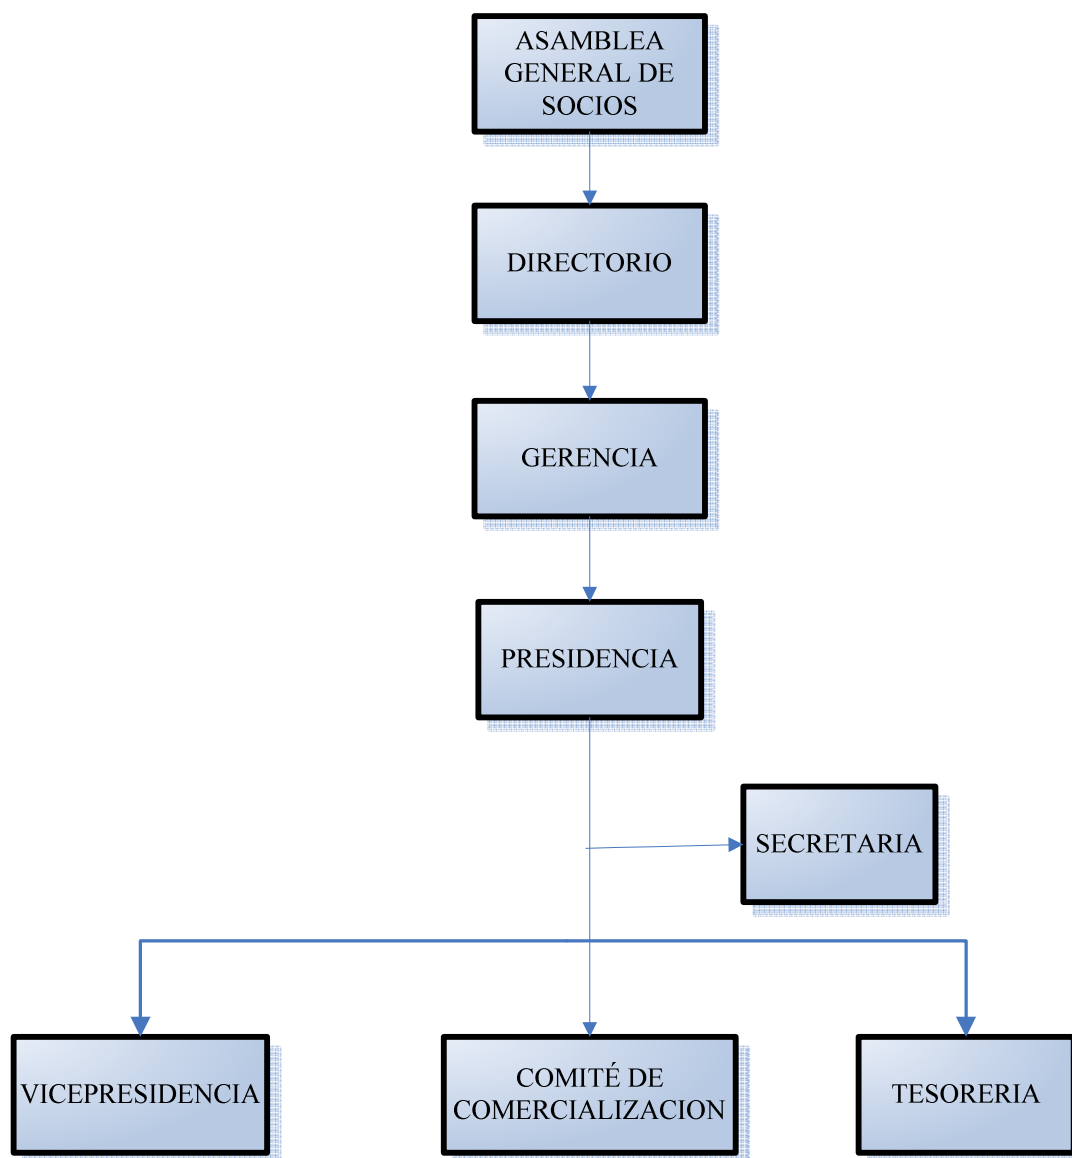 ASAMBLEA
GENERAL DE
SOCIOS
DIRECTORIO
GERENCIA
PRESIDENCIA
SECRETARIA
VICEPRESIDENCIA
COMITÉ DE
COMERCIALIZACION
TESORERIA